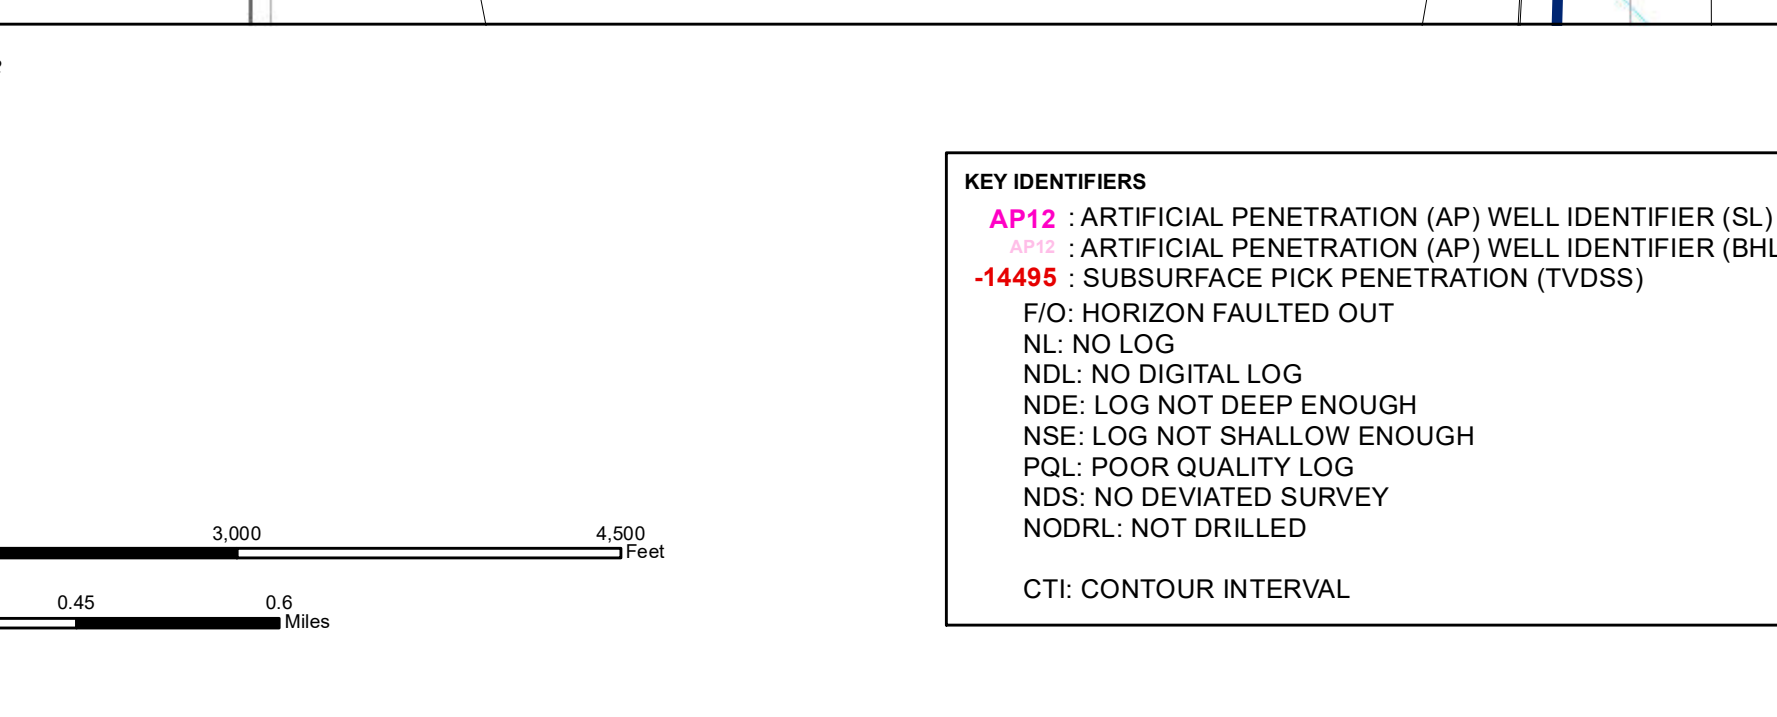 KEY IDENTIFIERS
AP12 : ARTIFICIAL PENETRATION (AP) WELL IDENTIFIER (SL)
AP12 : ARTIFICIAL PENETRATION (AP) WELL IDENTIFIER (BHL
-14495 : SUBSURFACE PICK PENETRATION (TVDSS)
F/O: HORIZON FAULTED OUT
NL: NO LOG
NDL: NO DIGITAL LOG
NDE: LOG NOT DEEP ENOUGH
NSE: LOG NOT SHALLOW ENOUGH
PQL: POOR QUALITY LOG
NDS: NO DEVIATED SURVEY
NODRL: NOT DRILLED
CTI: CONTOUR INTERVAL
3,000 4,500
Feet
0.45 0.6
Miles